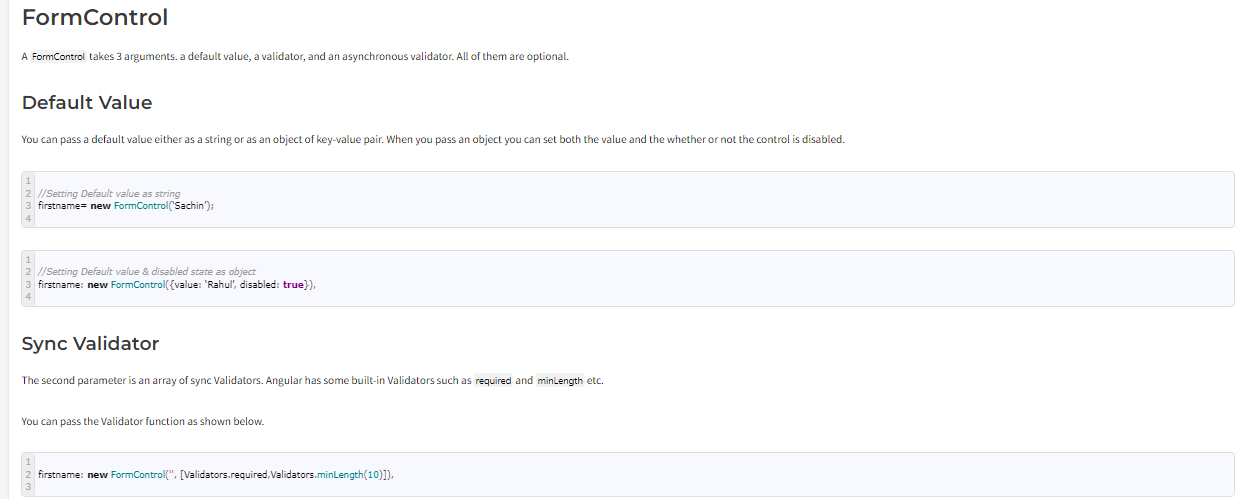 FormControl
A FormControl takes 3 arguments. a default value, a validator, and an asynchronous validator. All of them are optional.
Default Value
You can pass a default value either as a string or as an object of key-value pair. When you pass an object you can set both the value and the whether or not the control is disabled.
1
2 //Setting Default value as string
3 firstname= new FormControl('Sachin');
4
1
2 //Setting Default value & disabled state as object
3 firstname: new FormControl({value: 'Rahul', disabled: true}),
4
Sync Validator
The second parameter is an array of sync Validators. Angular has some built-in Validators such as required and minLength etc.
You can pass the Validator function as shown below.
1
2 firstname: new FormControl('', [Validators.required,Validators.minLength(10)]),
3